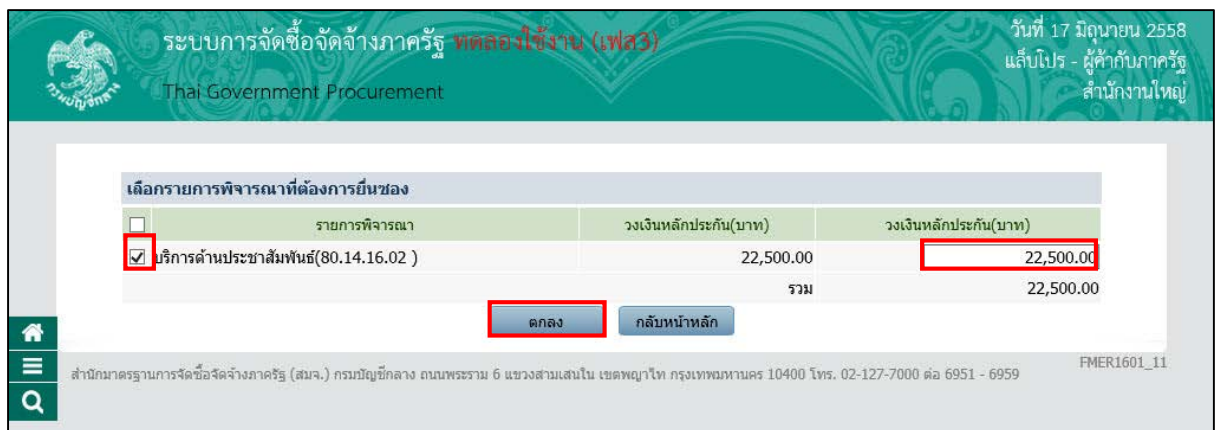 ระบบการจัดซื้อจัดจ้างภาครัฐ ทดลองใช้งาน (เฟส3)
Thai Government Procurement
วันที่ 17 มิถุนายน 2558
แล็บโปร - ผู้ค้ากับภาครัฐ
สำนักงานใหญ่
กรมบัญชีกลาง
เลือกรายการพิจารณาที่ต้องการยื่นซอง
รายการพิจารณา วงเงินหลักประกัน(บาท) วงเงินหลักประกัน(บาท)
บริการด้านประชาสัมพันธ์(80.14.16.02 ) 22,500.00 22,500.00
รวม 22,500.00
ตกลง กลับหน้าหลัก
FMER1601_11
สำนักมาตรฐานการจัดซื้อจัดจ้างภาครัฐ (สมจ.) กรมบัญชีกลาง ถนนพระราม 6 แขวงสามเสนใน เขตพญาไท กรุงเทพมหานคร 10400 โทร. 02-127-7000 ต่อ 6951 - 6959